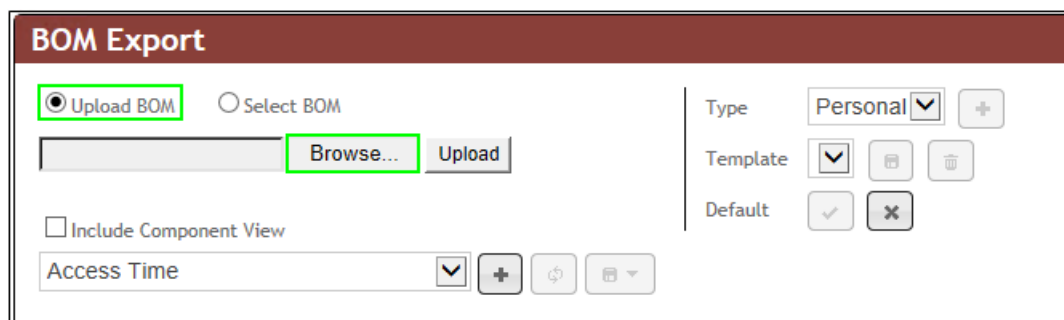 BOM Export
Upload BOM Select BOM
Browse... Upload
Include Component View
Access Time
Type Personal
Template
Default